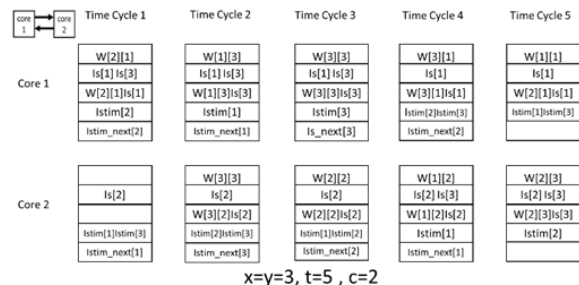 core 1
core 2
Time Cycle 1
Time Cycle 2
Time Cycle 3
Time Cycle 4
Time Cycle 5
Core 1
W[2][1]
Is[1] Is[3]
W[2][1]Is[1]
Istim[2]
Istim_next[2]
W[1][3]
Is[1] Is[3]
W[1][3]Is[3]
Istim[1]
Istim_next[1]
W[3][3]
Is[1] Is[3]
W[3][3]Is[3]
Istim[3]
Is_next[3]
W[3][1]
Is[1]
W[3][1]Is[1]
Istim[2]Istim[3]
Istim_next[2]
W[1][1]
Is[1]
W[2][1]Is[1]
Istim[1]Istim[3]
Core 2
Is[2]
Istim[1]Istim[3]
Istim_next[1]
W[3][3]
Is[2]
W[3][2]Is[2]
Istim[2]Istim[3]
Istim_next[3]
W[2][2]
Is[2]
W[2][2]Is[2]
Istim[1]Istim[2]
Istim_next[2]
W[1][2]
Is[2] Is[3]
W[1][2]Is[2]
Istim[1]
Istim_next[1]
W[2][3]
Is[2] Is[3]
W[2][3]Is[3]
Istim[2]
x=y=3, t=5 , c=2